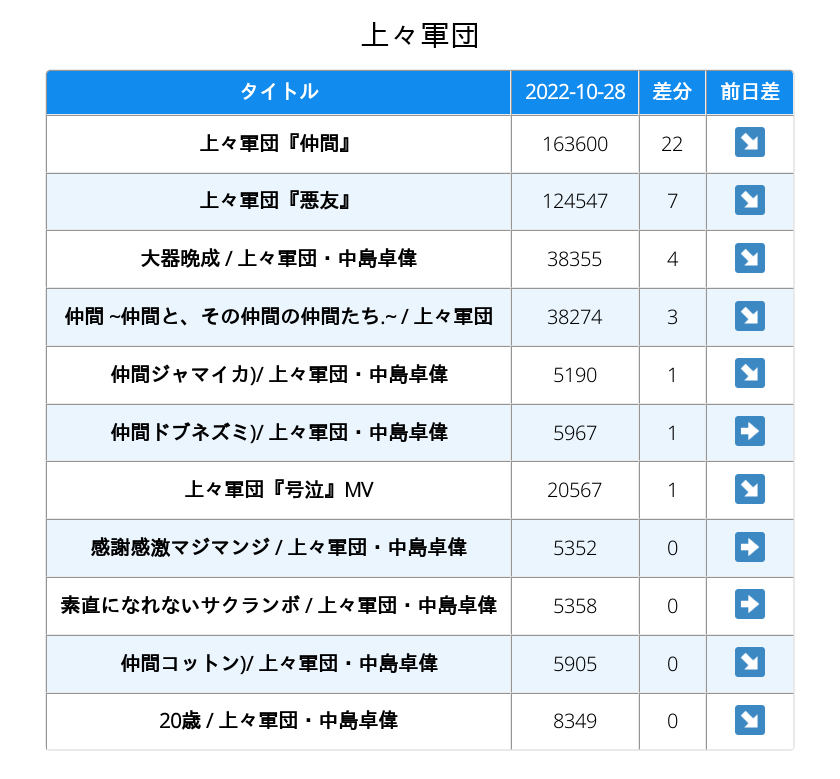 上々軍団
タイトル 2022-10-28 差分 前日差
上々軍団『仲間』 163600 22 ↘
上々軍団『悪友』 124547 7 ↘
大器晩成 / 上々軍団・中島卓偉 38355 4 ↘
仲間 ~仲間と、その仲間の仲間たち.~ / 上々軍団 38274 3 ↘
仲間ジャマイカ)/ 上々軍団・中島卓偉 5190 1 ↘
仲間ドブネズミ)/ 上々軍団・中島卓偉 5967 1 ➡
上々軍団『号泣』MV 20567 1 ↘
感謝感激マジマンジ / 上々軍団・中島卓偉 5352 0 ➡
素直になれないサクランボ / 上々軍団・中島卓偉 5358 0 ➡
仲間コットン)/ 上々軍団・中島卓偉 5905 0 ↘
20歳 / 上々軍団・中島卓偉 8349 0 ↘